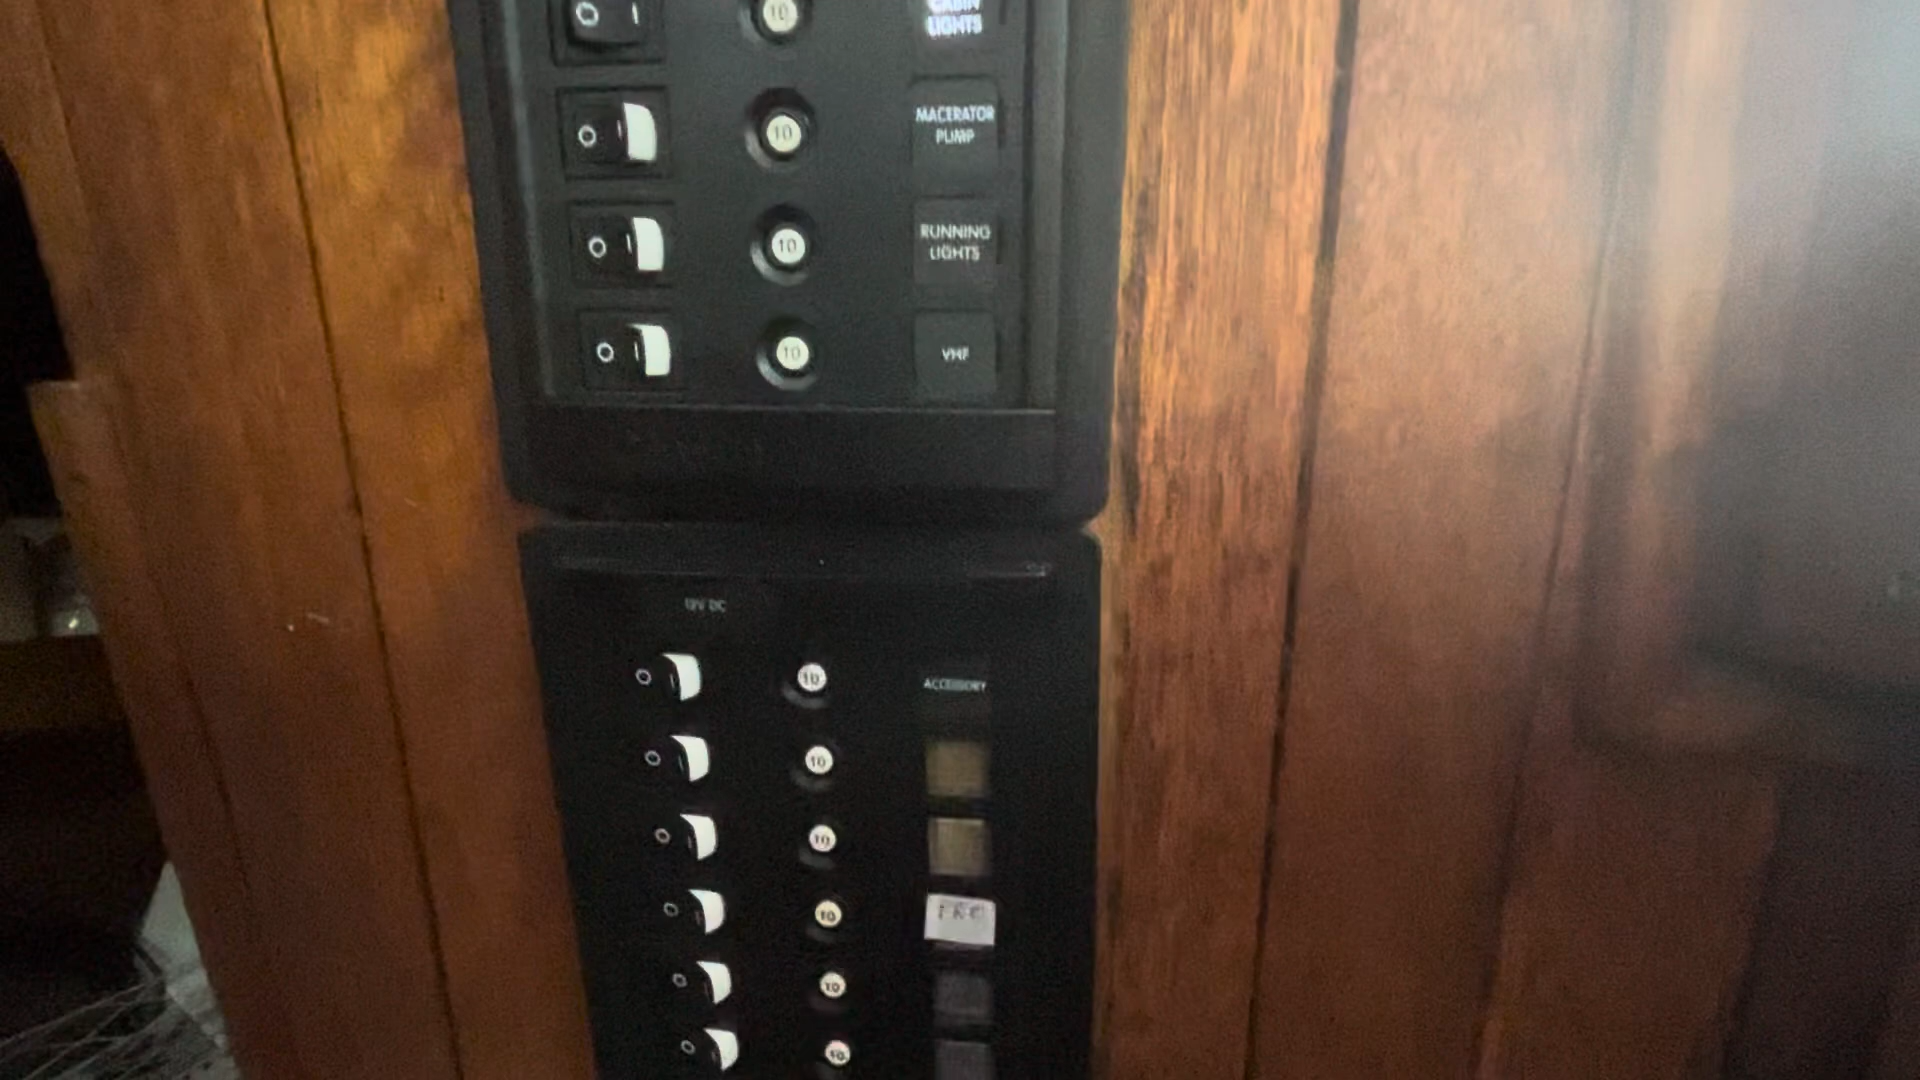 O I 10 CABIN
LIGHTS
O I 10 MACERATOR
PUMP
O I 10 RUNNING
LIGHTS
O I 10 VHF
12V DC
O 10 ACCESSORY
O 10
O 10
O 10
O 10
O 10